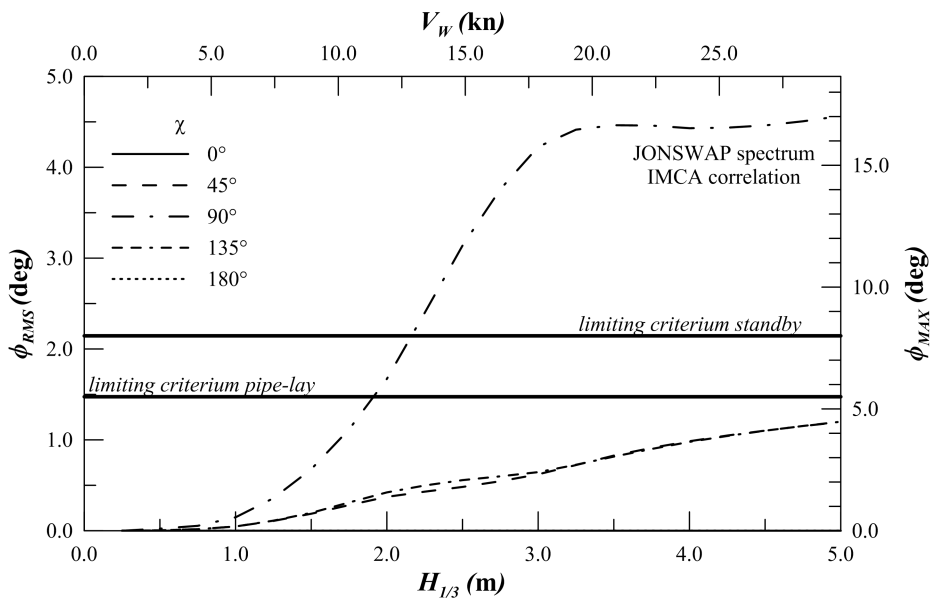 V_W (kn)
0.0 5.0 10.0 15.0 20.0 25.0
5.0
4.0
3.0
2.0
1.0
0.0
ϕ_RMS (deg)
χ
0°
45°
90°
135°
180°
JONSWAP spectrum
IMCA correlation
limiting criterium standby
limiting criterium pipe-lay
15.0
10.0
5.0
0.0
ϕ_MAX (deg)
0.0 1.0 2.0 3.0 4.0 5.0
H_1/3 (m)